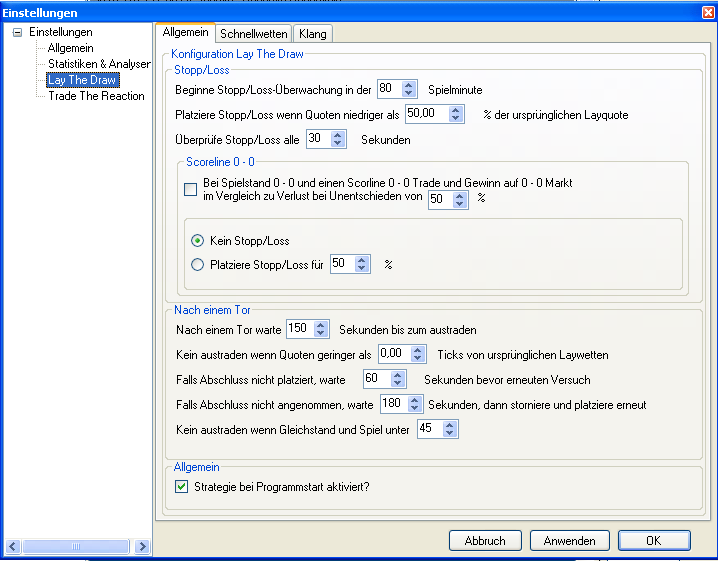 Einstellungen
Einstellungen
Allgemein
Statistiken & Analyser
Lay The Draw
Trade The Reaction
Allgemein Schnellwetten Klang
Konfiguration Lay The Draw
Stopp/Loss
Beginne Stopp/Loss-Überwachung in der 80 Spielminute
Platziere Stopp/Loss wenn Quoten niedriger als 50,00 % der ursprünglichen Layquote
Überprüfe Stopp/Loss alle 30 Sekunden
Scoreline 0 - 0
Bei Spielstand 0 - 0 und einen Scorline 0 - 0 Trade und Gewinn auf 0 - 0 Markt
im Vergleich zu Verlust bei Unentschieden von 50 %
Kein Stopp/Loss
Platziere Stopp/Loss für 50 %
Nach einem Tor
Nach einem Tor warte 150 Sekunden bis zum austraden
Kein austraden wenn Quoten geringer als 0,00 Ticks von ursprünglichen Laywetten
Falls Abschluss nicht platziert, warte 60 Sekunden bevor erneuten Versuch
Falls Abschluss nicht angenommen, warte 180 Sekunden, dann storniere und platziere erneut
Kein austraden wenn Gleichstand und Spiel unter 45
Allgemein
Strategie bei Programmstart aktiviert?
Abbruch Anwenden OK